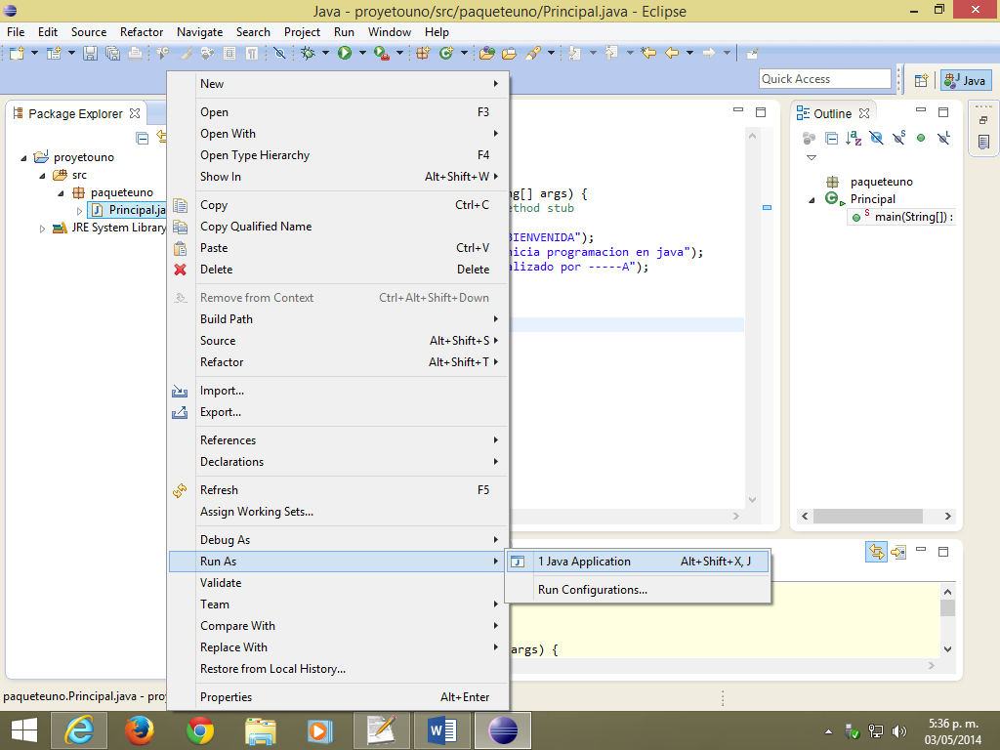 Java - proyetouno/src/paqueteuno/Principal.java - Eclipse
File Edit Source Refactor Navigate Search Project Run Window Help
Quick Access
Java
Package Explorer
proyetouno
src
paqueteuno
Principal.ja
JRE System Library
New
Open F3
Open With
Open Type Hierarchy F4
Show In Alt+Shift+W
Copy Ctrl+C
Copy Qualified Name
Paste Ctrl+V
Delete Delete
Remove from Context Ctrl+Alt+Shift+Down
Build Path
Source Alt+Shift+S
Refactor Alt+Shift+T
Import...
Export...
References
Declarations
Refresh F5
Assign Working Sets...
Debug As
Run As
Validate
Team
Compare With
Replace With
Restore from Local History...
Properties Alt+Enter
1 Java Application Alt+Shift+X, J
Run Configurations...
ng[] args) {
ethod stub
BIENVENIDA");
nicia programacion en java");
alizado por -----A");
Outline
paqueteuno
Principal
main(String[]) :
args) {
paqueteuno.Principal.java - proy
5:36 p. m.
03/05/2014